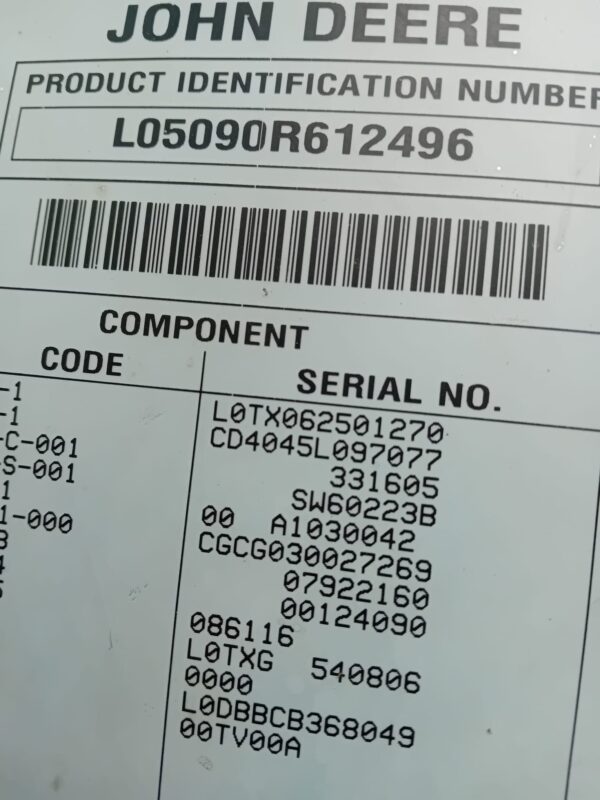 JOHN DEERE
PRODUCT IDENTIFICATION NUMBER
L05090R612496
COMPONENT
CODE
SERIAL NO.
-1 L0TX062501270
-1 CD4045L097077
-C-001 331605
-S-001 SW60223B
1 00 A1030042
1-000 CGCG030027269
07922160
00124090
086116
L0TXG 540806
0000
L0DBBCB368049
00TV00A